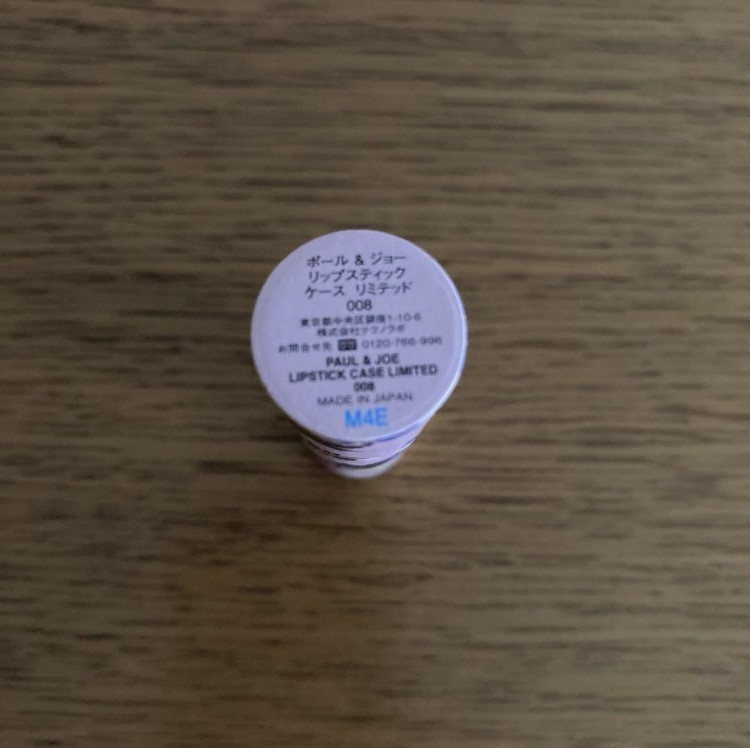 ポール & ジョー
リップスティック
ケース リミテッド
008
東京都中央区銀座1-10-6
株式会社テクノラボ
お問合せ先 0120-766-996
PAUL & JOE
LIPSTICK CASE LIMITED
008
MADE IN JAPAN
M4E